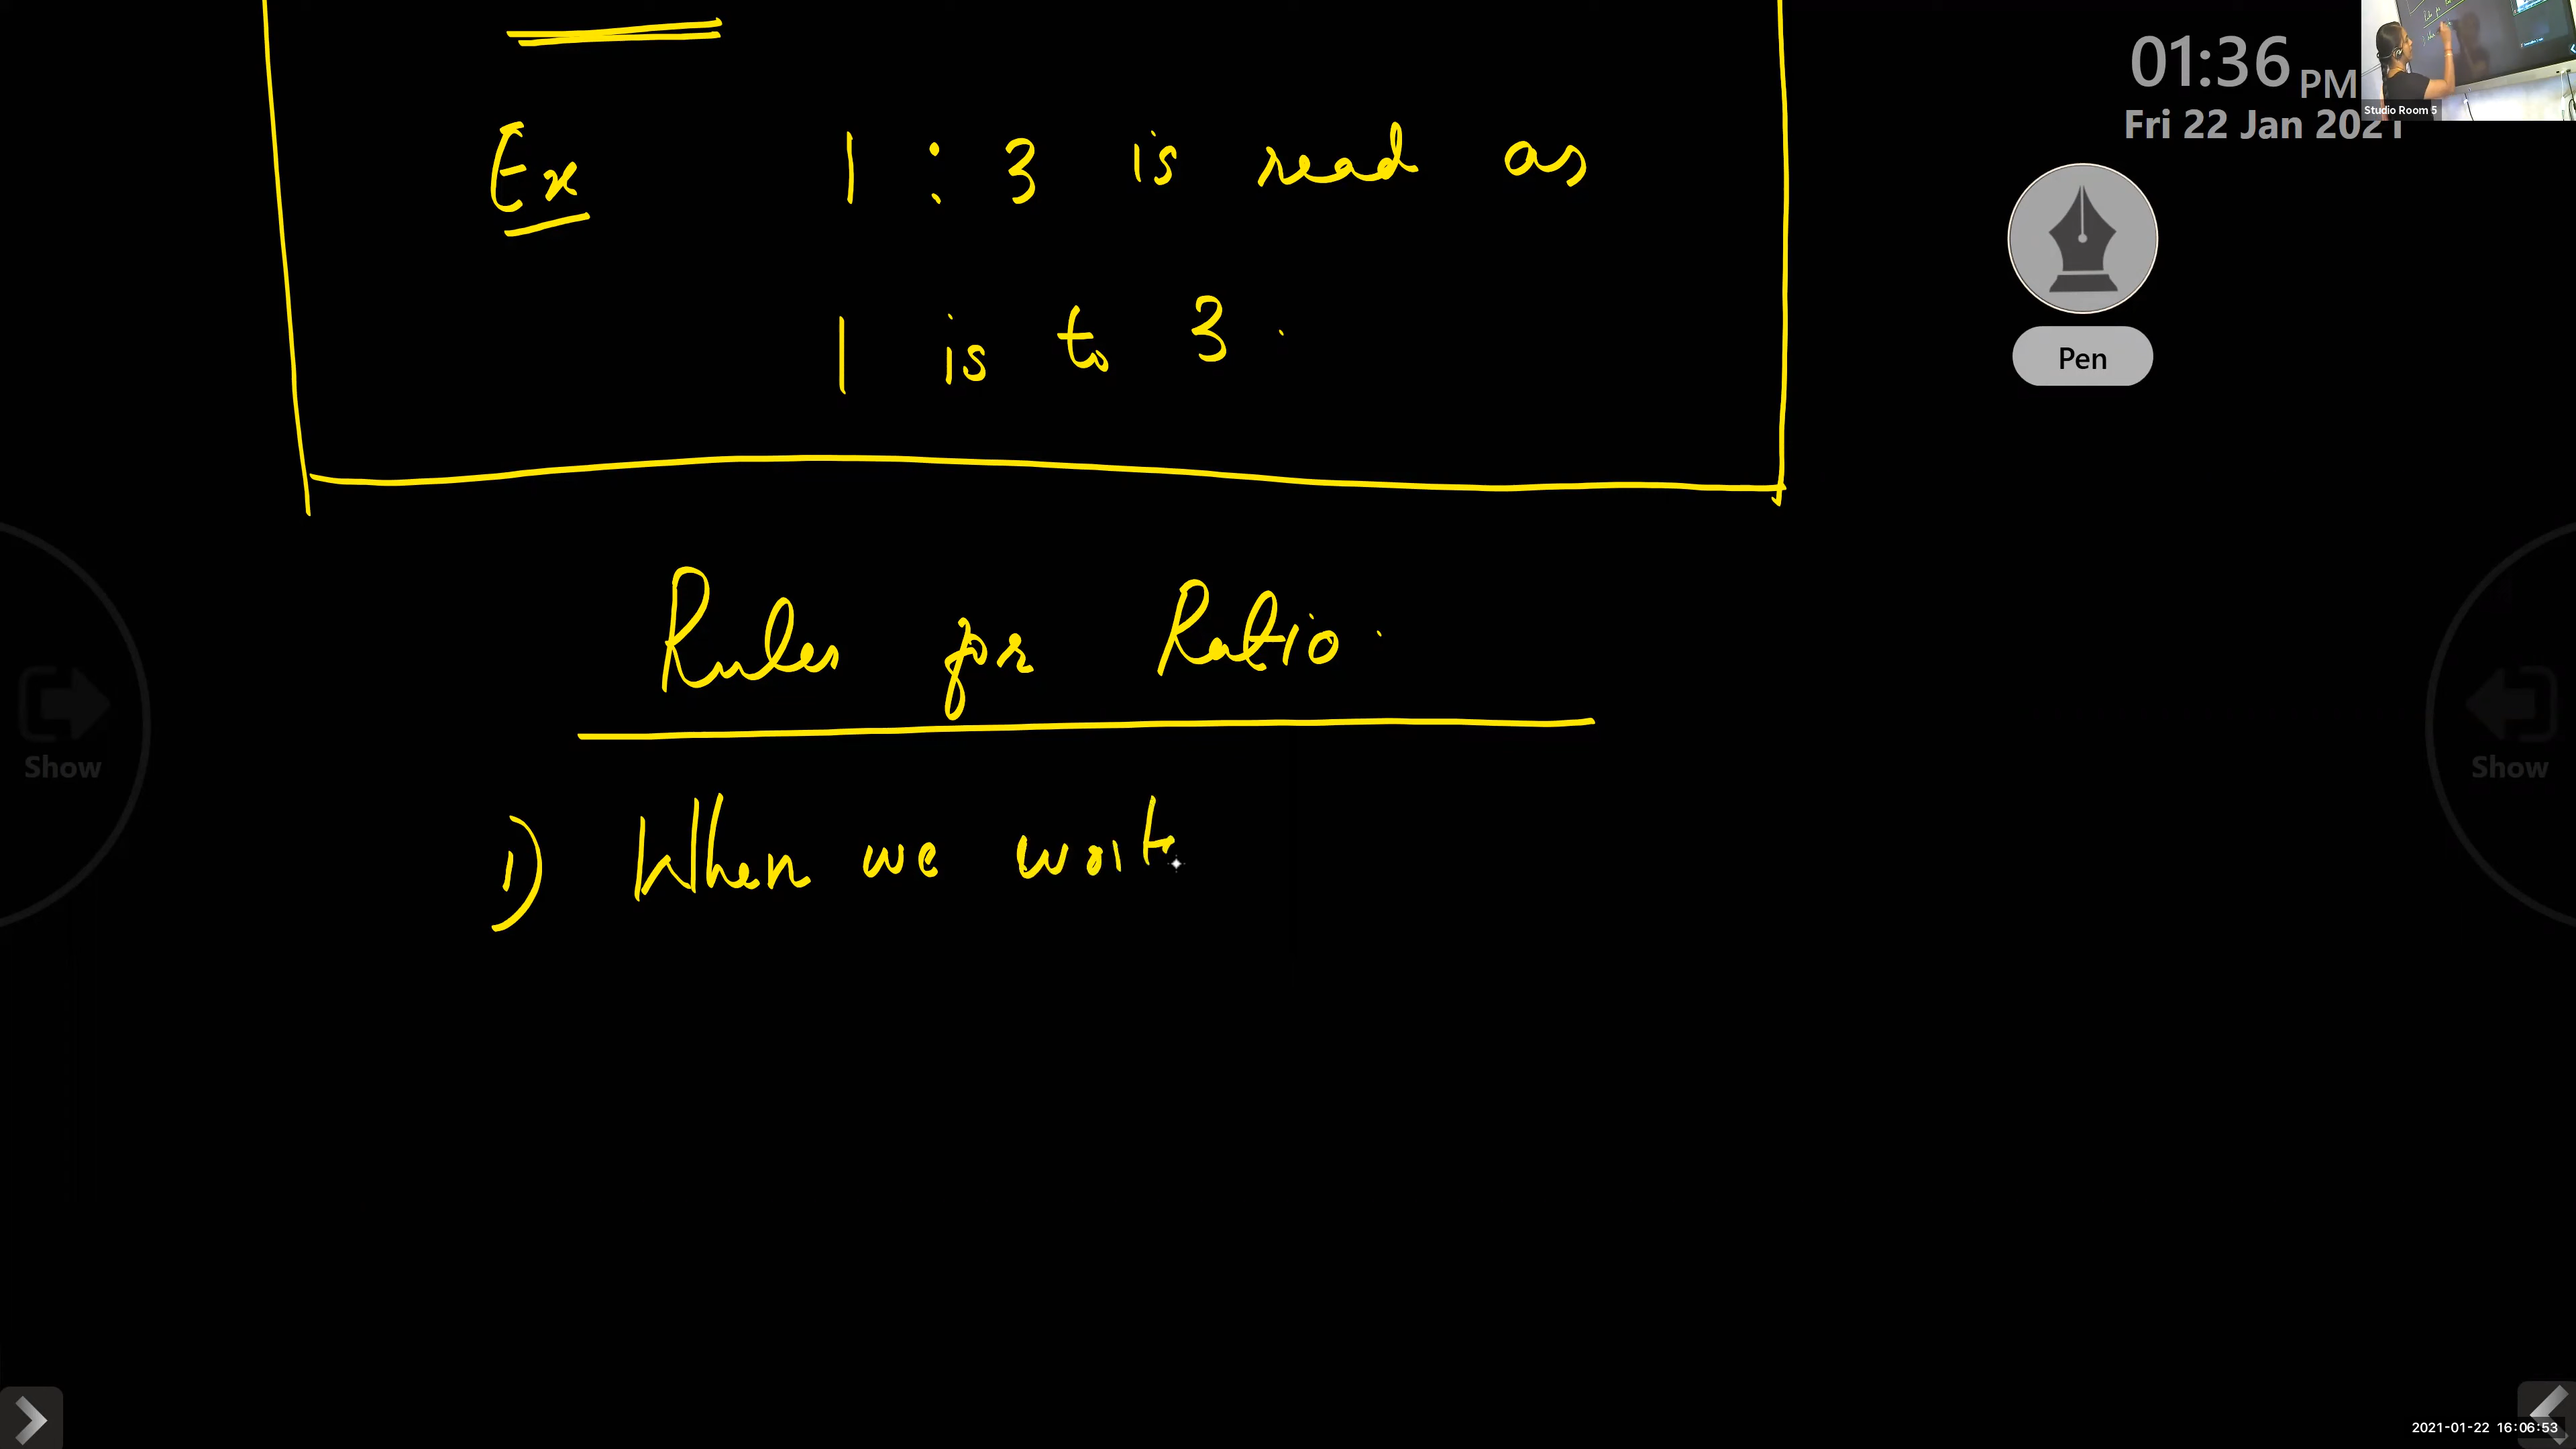 01:36 PM
Fri 22 Jan 2021
Studio Room 5
Ex 1 : 3 is read as
1 is to 3.
Pen
Rules for Ratio.
Show
Show
1) When we writ
2021-01-22 16:06:53